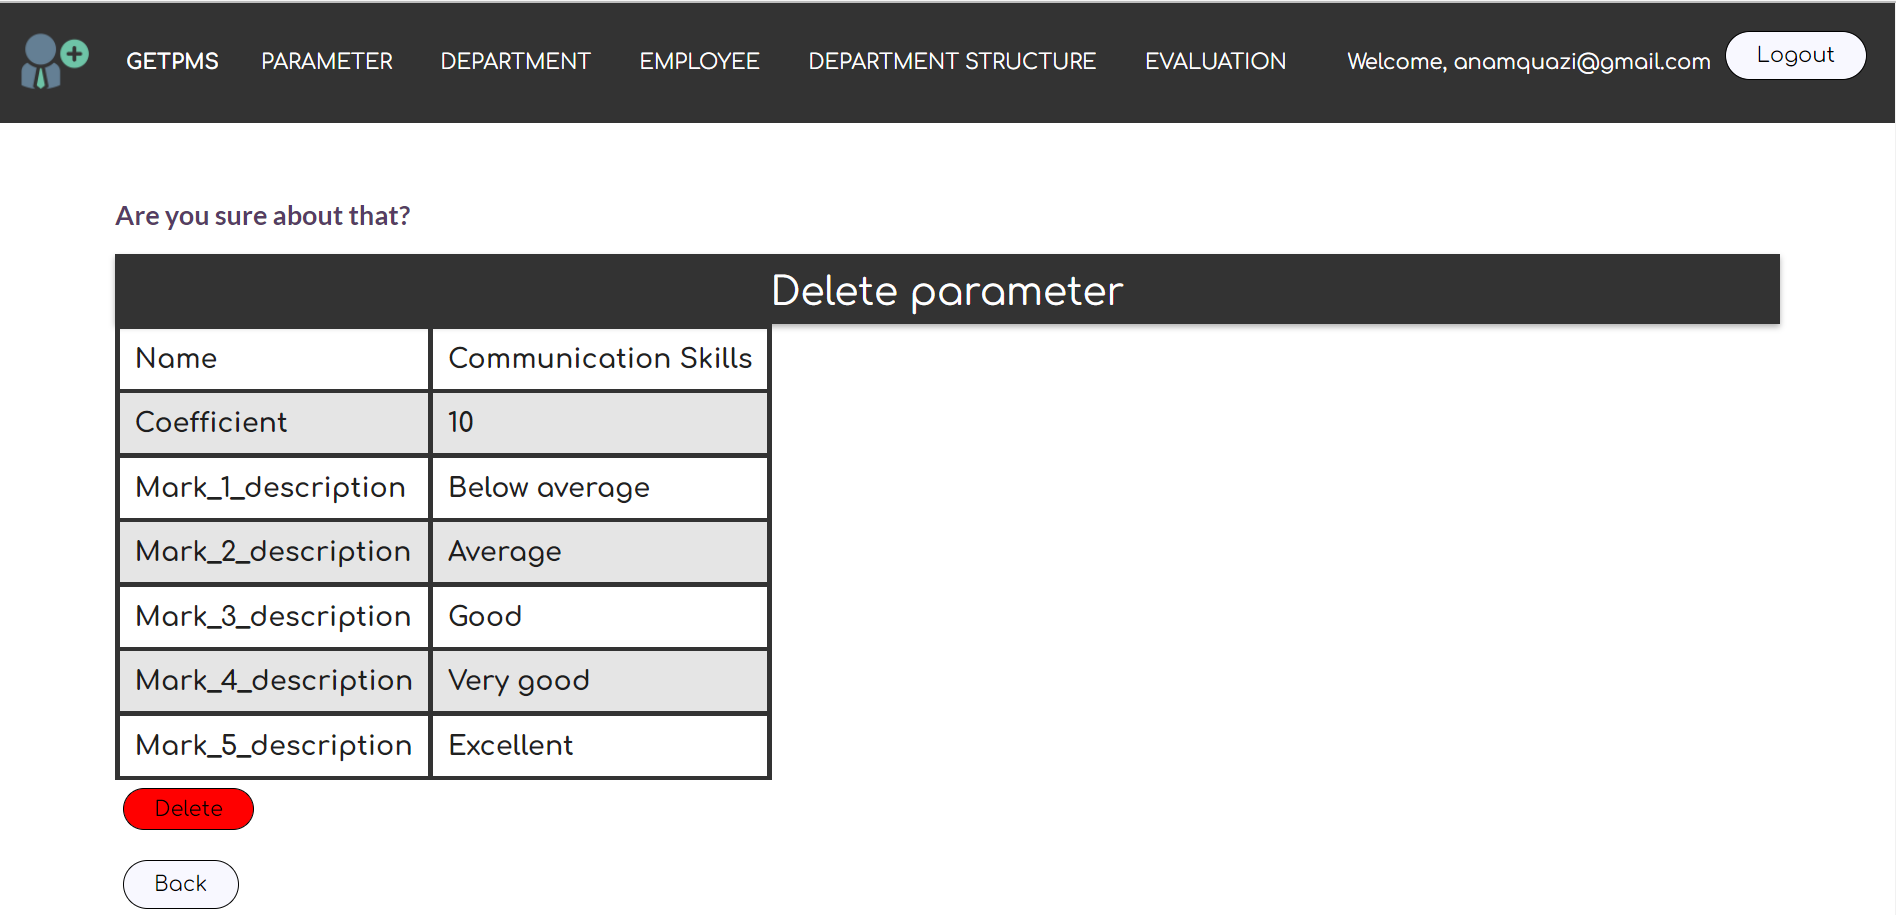 GETPMS PARAMETER DEPARTMENT EMPLOYEE DEPARTMENT STRUCTURE EVALUATION Welcome, anamquazi@gmail.com Logout
Are you sure about that?
Delete parameter
Name Communication Skills
Coefficient 10
Mark_1_description Below average
Mark_2_description Average
Mark_3_description Good
Mark_4_description Very good
Mark_5_description Excellent
Delete
Back